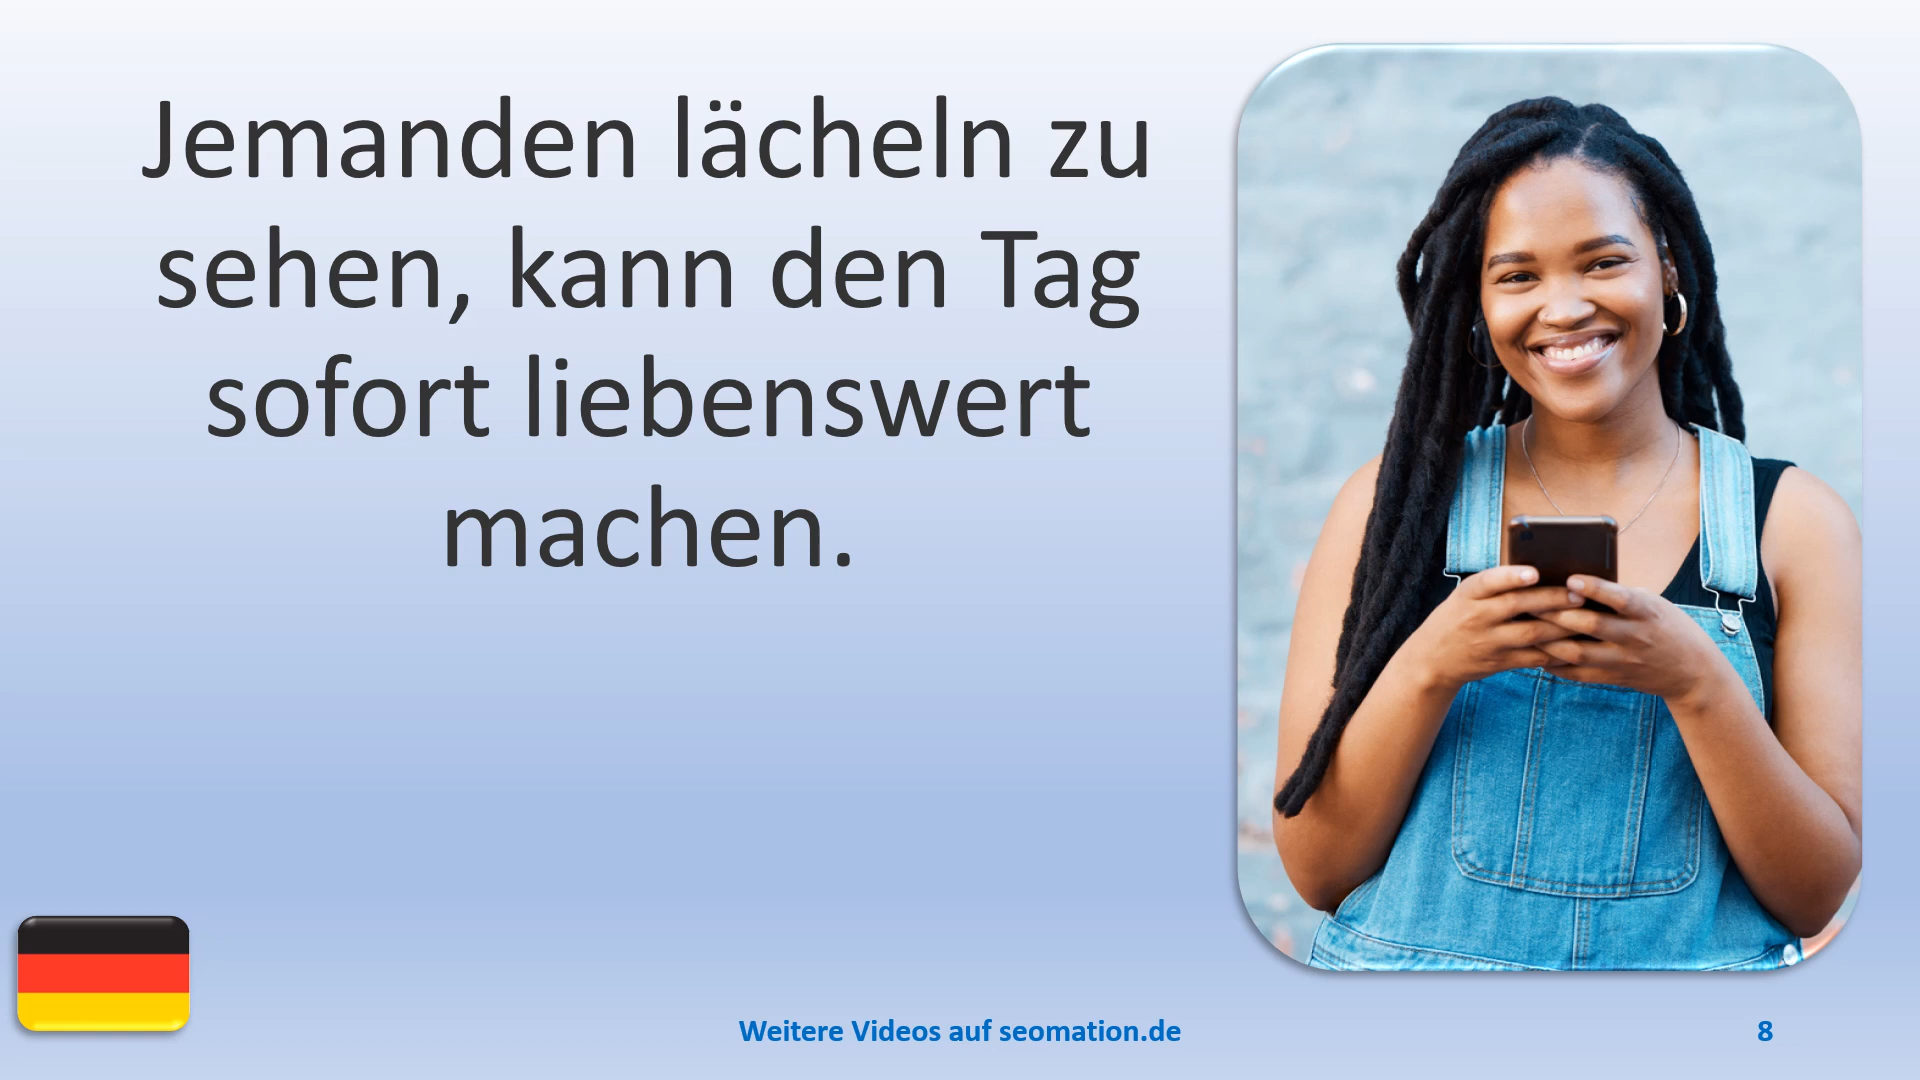 Jemanden lächeln zu
sehen, kann den Tag
sofort liebenswert
machen.
Weitere Videos auf seomation.de
8